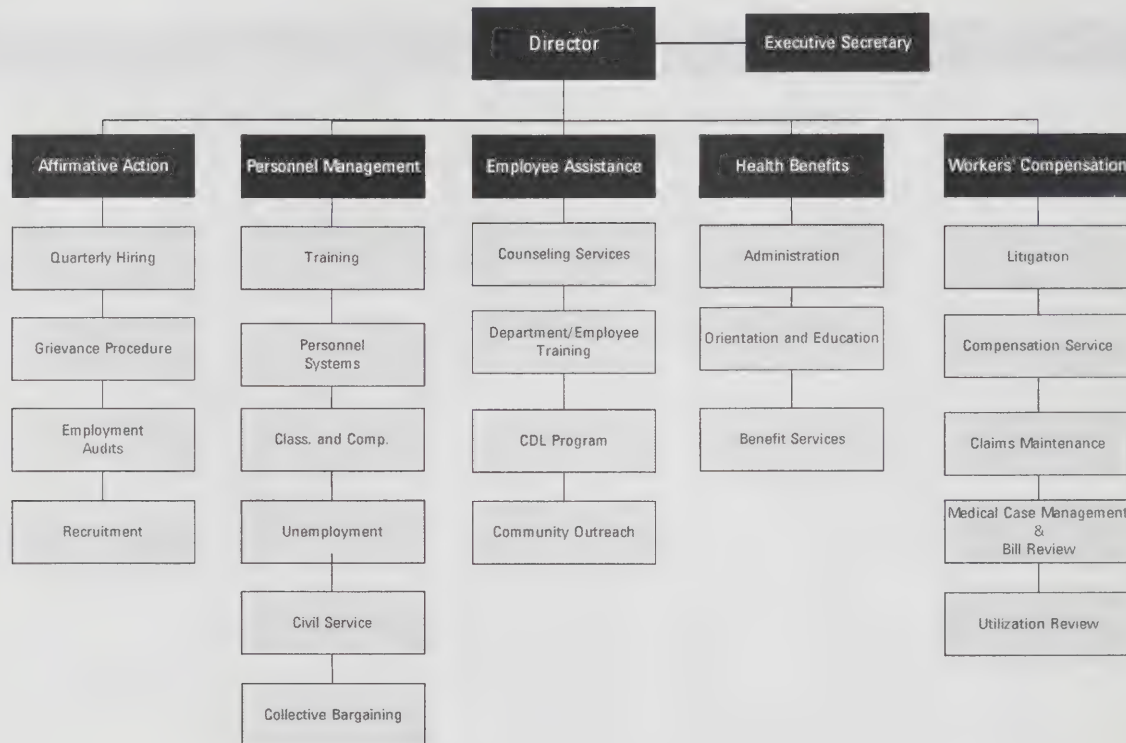 Director
Executive Secretary
Affirmative Action
Quarterly Hiring
Grievance Procedure
Employment
Audits
Recruitment
Personnel Management
Training
Personnel
Systems
Class. and Comp.
Unemployment
Civil Service
Collective Bargaining
Employee Assistance
Counseling Services
Department/Employee
Training
CDL Program
Community Outreach
Health Benefits
Administration
Orientation and Education
Benefit Services
Workers' Compensation
Litigation
Compensation Service
Claims Maintenance
Medical Case Management
&
Bill Review
Utilization Review